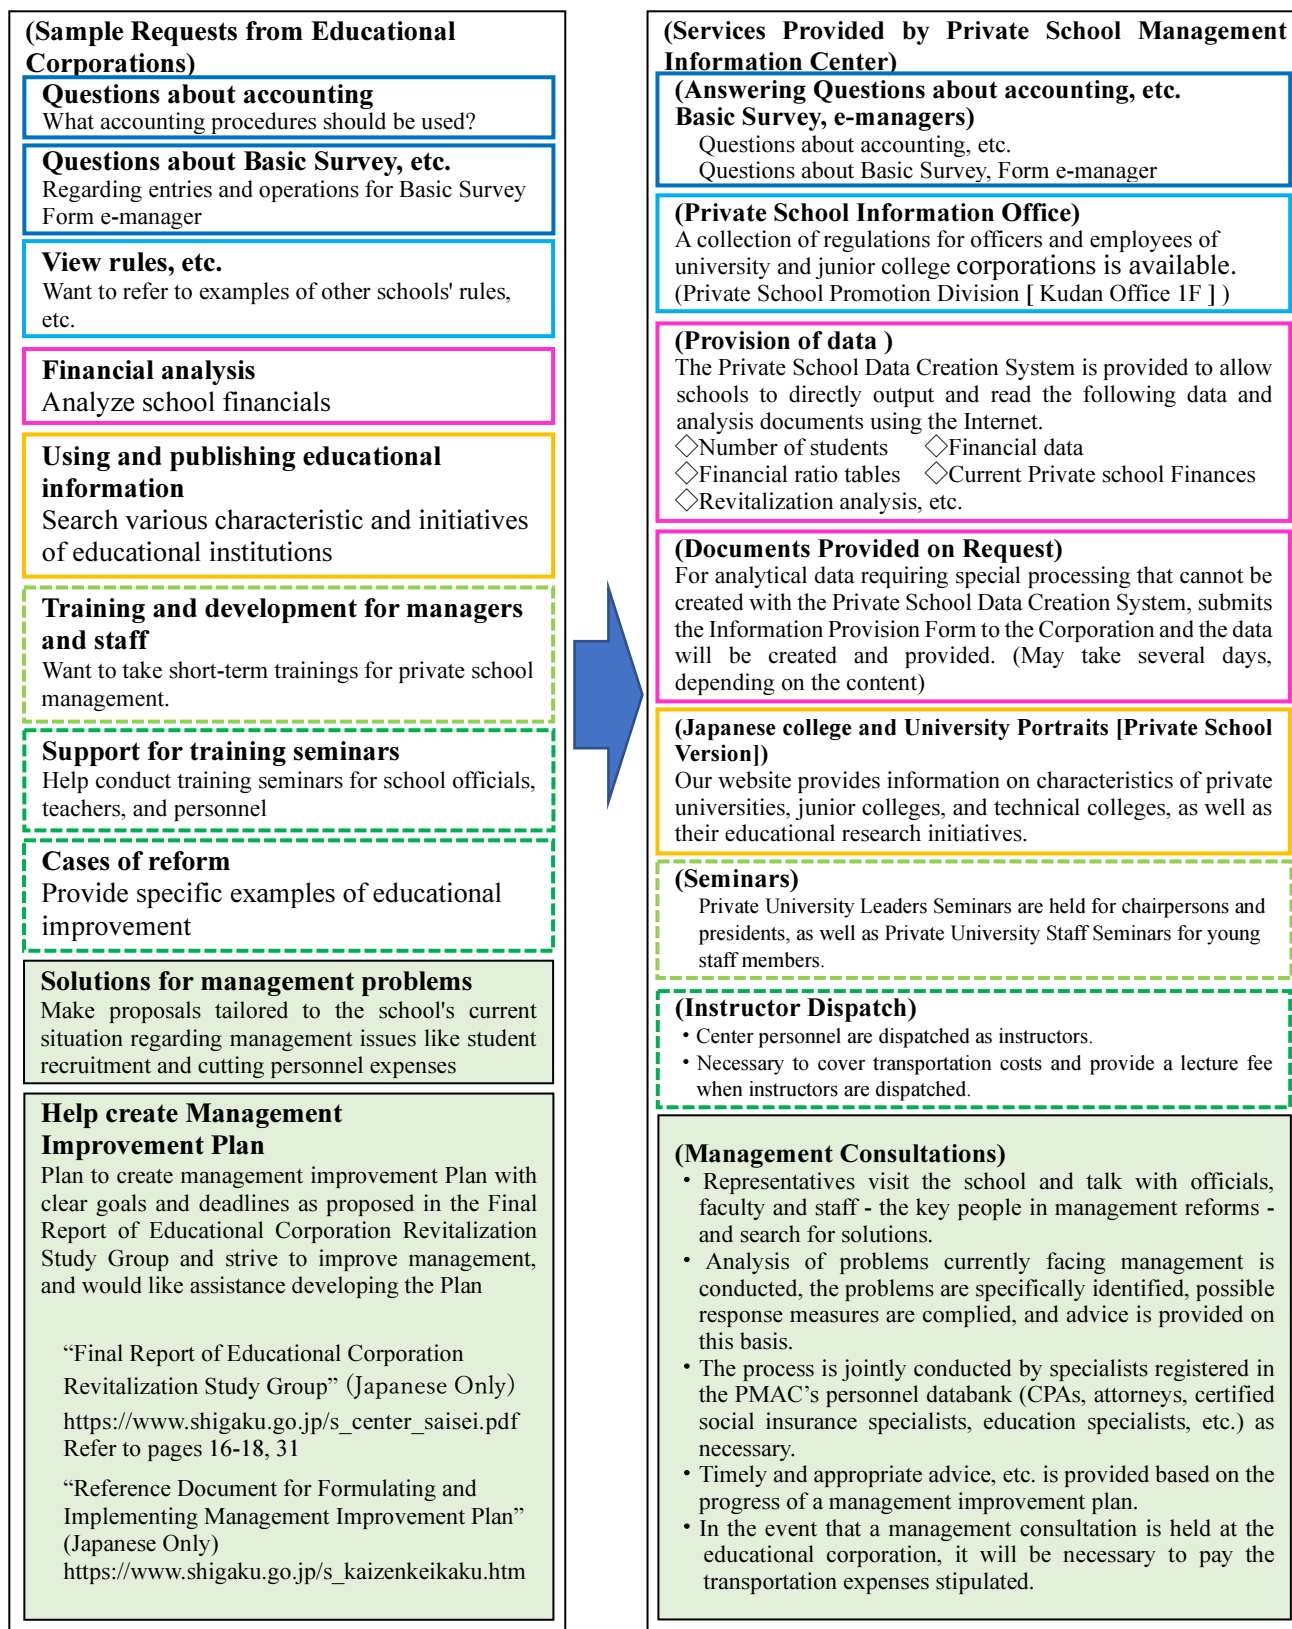 (Sample Requests from Educational
Corporations)
Questions about accounting
What accounting procedures should be used?
Questions about Basic Survey, etc.
Regarding entries and operations for Basic Survey
Form e-manager
View rules, etc.
Want to refer to examples of other schools' rules,
etc.
Financial analysis
Analyze school financials
Using and publishing educational
information
Search various characteristic and initiatives
of educational institutions
Training and development for managers
and staff
Want to take short-term trainings for private school
management.
Support for training seminars
Help conduct training seminars for school officials,
teachers, and personnel
Cases of reform
Provide specific examples of educational
improvement
Solutions for management problems
Make proposals tailored to the school's current
situation regarding management issues like student
recruitment and cutting personnel expenses
Help create Management
Improvement Plan
Plan to create management improvement Plan with
clear goals and deadlines as proposed in the Final
Report of Educational Corporation Revitalization
Study Group and strive to improve management,
and would like assistance developing the Plan
“Final Report of Educational Corporation
Revitalization Study Group” (Japanese Only)
https://www.shigaku.go.jp/s_center_saisei.pdf
Refer to pages 16-18, 31
“Reference Document for Formulating and
Implementing Management Improvement Plan”
(Japanese Only)
https://www.shigaku.go.jp/s_kaizenkeikaku.htm
(Services Provided by Private School Management
Information Center)
(Answering Questions about accounting, etc.
Basic Survey, e-managers)
Questions about accounting, etc.
Questions about Basic Survey, Form e-manager
(Private School Information Office)
A collection of regulations for officers and employees of
university and junior college corporations is available.
(Private School Promotion Division [ Kudan Office 1F ] )
(Provision of data )
The Private School Data Creation System is provided to allow
schools to directly output and read the following data and
analysis documents using the Internet.
◇Number of students ◇Financial data
◇Financial ratio tables ◇Current Private school Finances
◇Revitalization analysis, etc.
(Documents Provided on Request)
For analytical data requiring special processing that cannot be
created with the Private School Data Creation System, submits
the Information Provision Form to the Corporation and the data
will be created and provided. (May take several days,
depending on the content)
(Japanese college and University Portraits [Private School
Version])
Our website provides information on characteristics of private
universities, junior colleges, and technical colleges, as well as
their educational research initiatives.
(Seminars)
Private University Leaders Seminars are held for chairpersons and
presidents, as well as Private University Staff Seminars for young
staff members.
(Instructor Dispatch)
・Center personnel are dispatched as instructors.
・Necessary to cover transportation costs and provide a lecture fee
when instructors are dispatched.
(Management Consultations)
・Representatives visit the school and talk with officials,
faculty and staff - the key people in management reforms -
and search for solutions.
・Analysis of problems currently facing management is
conducted, the problems are specifically identified, possible
response measures are complied, and advice is provided on
this basis.
・The process is jointly conducted by specialists registered in
the PMAC’s personnel databank (CPAs, attorneys, certified
social insurance specialists, education specialists, etc.) as
necessary.
・Timely and appropriate advice, etc. is provided based on the
progress of a management improvement plan.
・In the event that a management consultation is held at the
educational corporation, it will be necessary to pay the
transportation expenses stipulated.